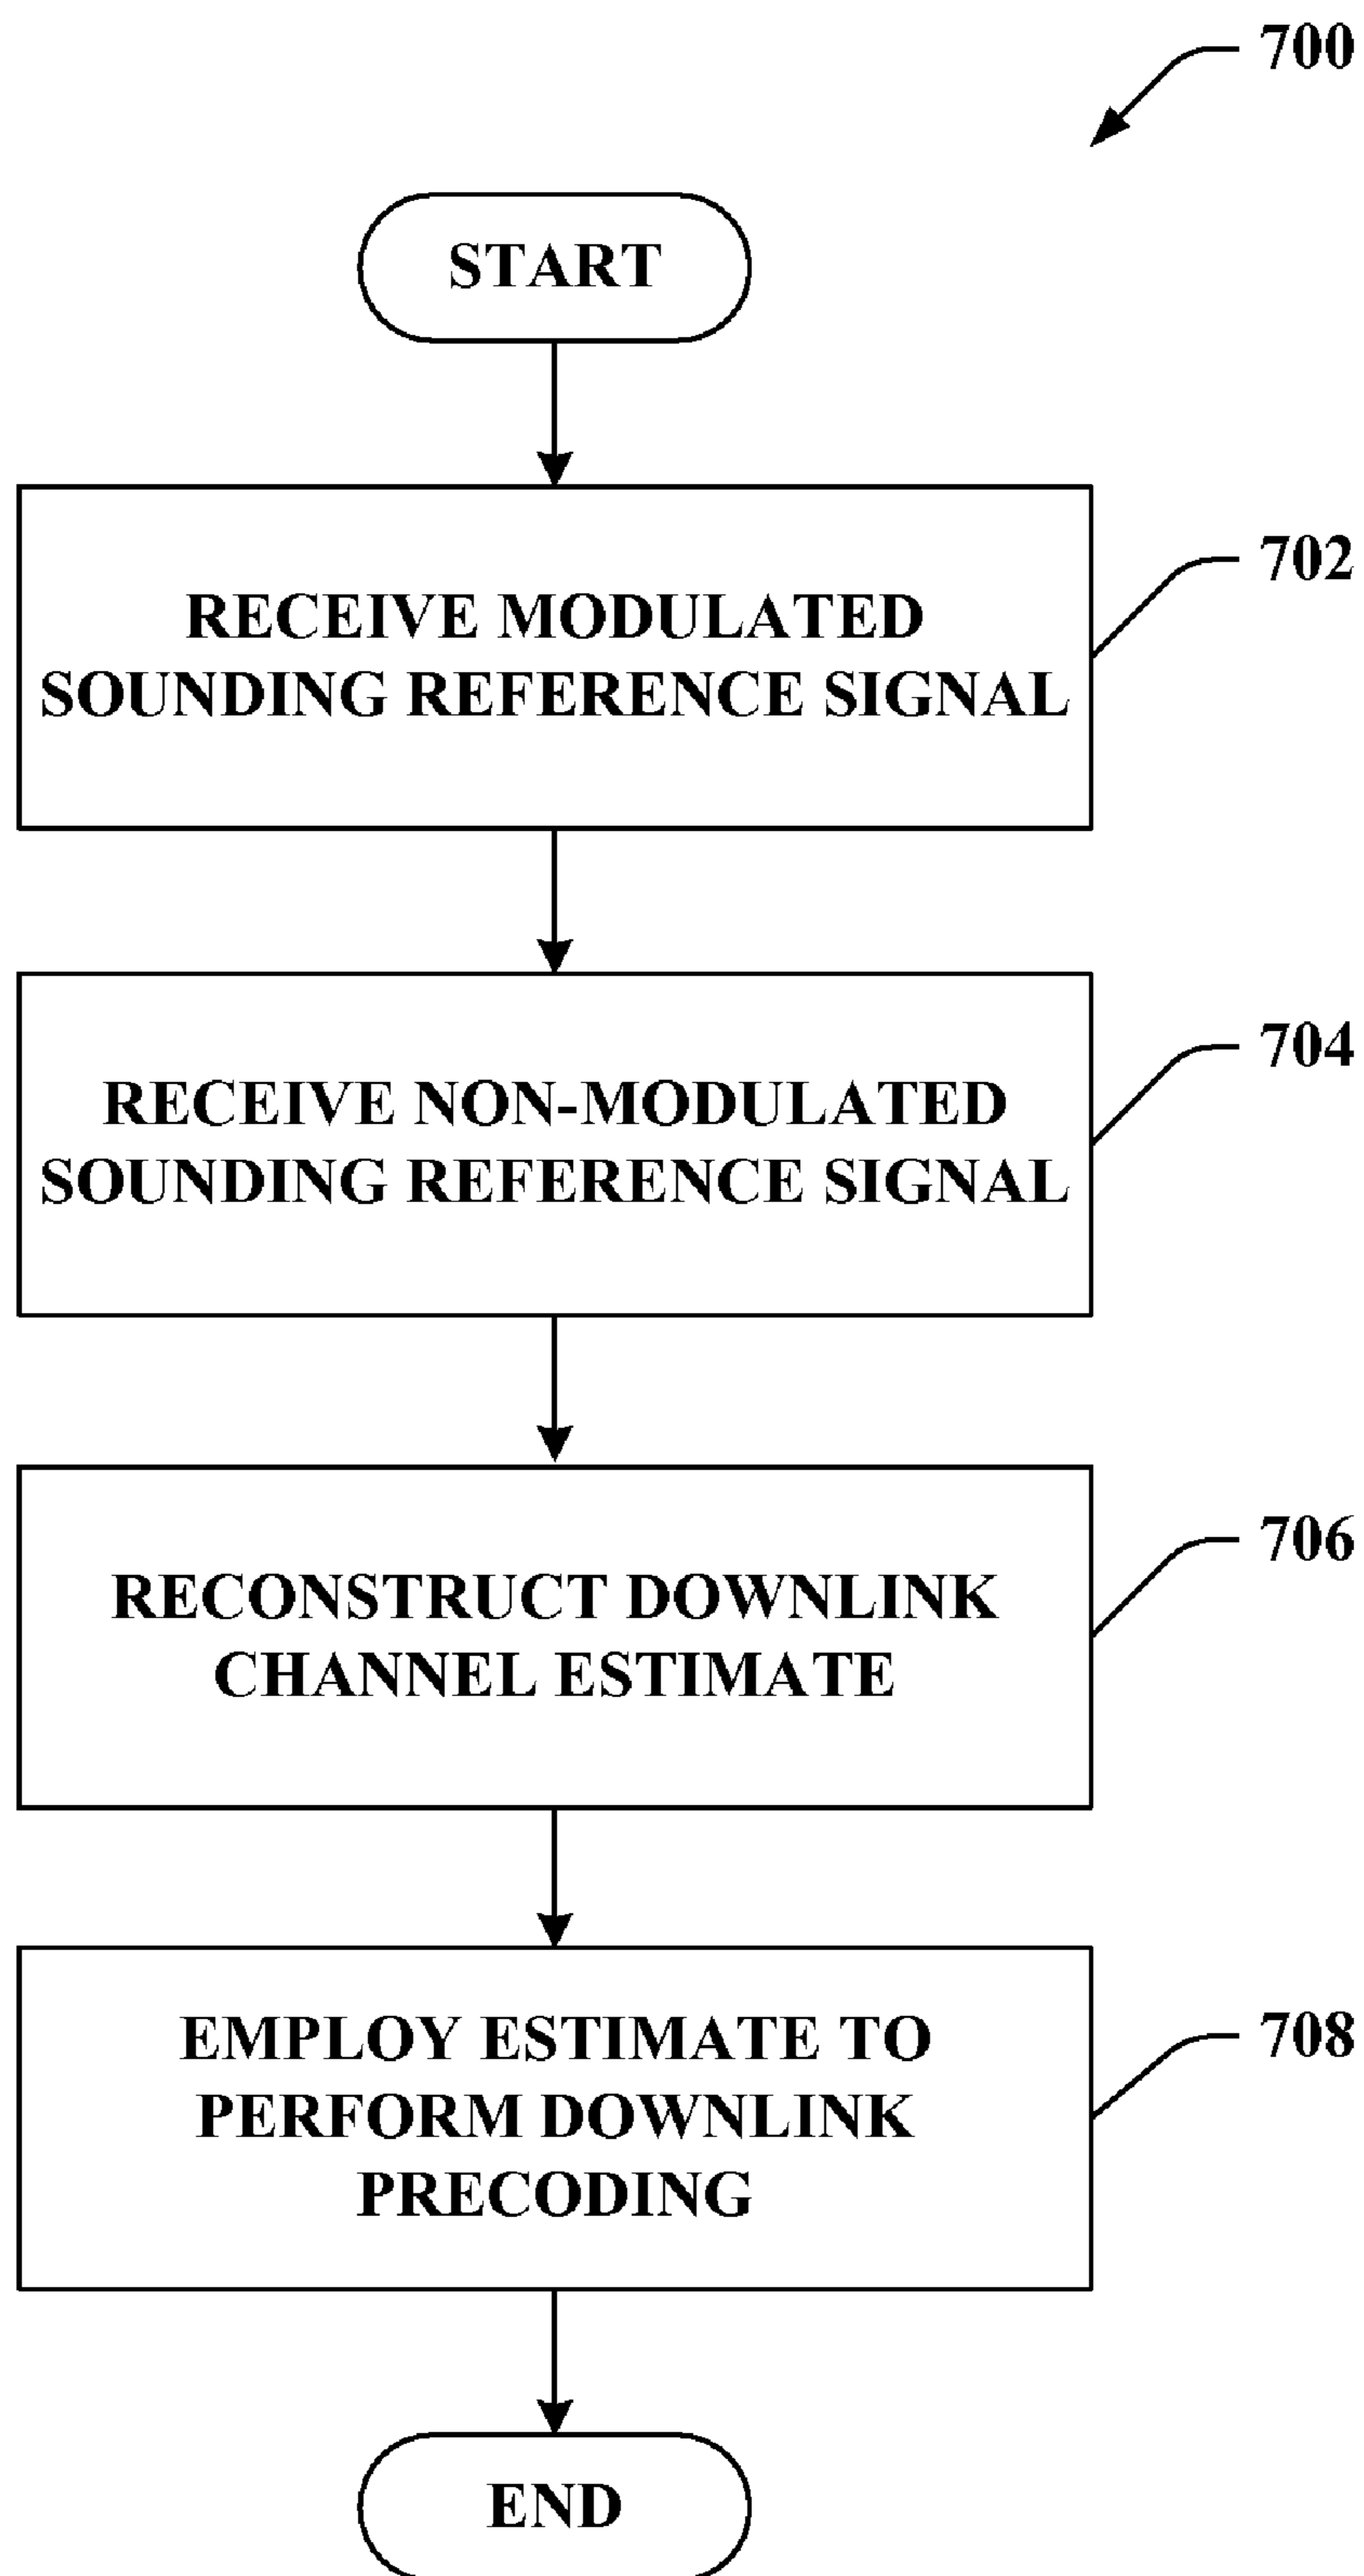 700
START
702
RECEIVE MODULATED
SOUNDING REFERENCE SIGNAL
704
RECEIVE NON-MODULATED
SOUNDING REFERENCE SIGNAL
706
RECONSTRUCT DOWNLINK
CHANNEL ESTIMATE
708
EMPLOY ESTIMATE TO
PERFORM DOWNLINK
PRECODING
END